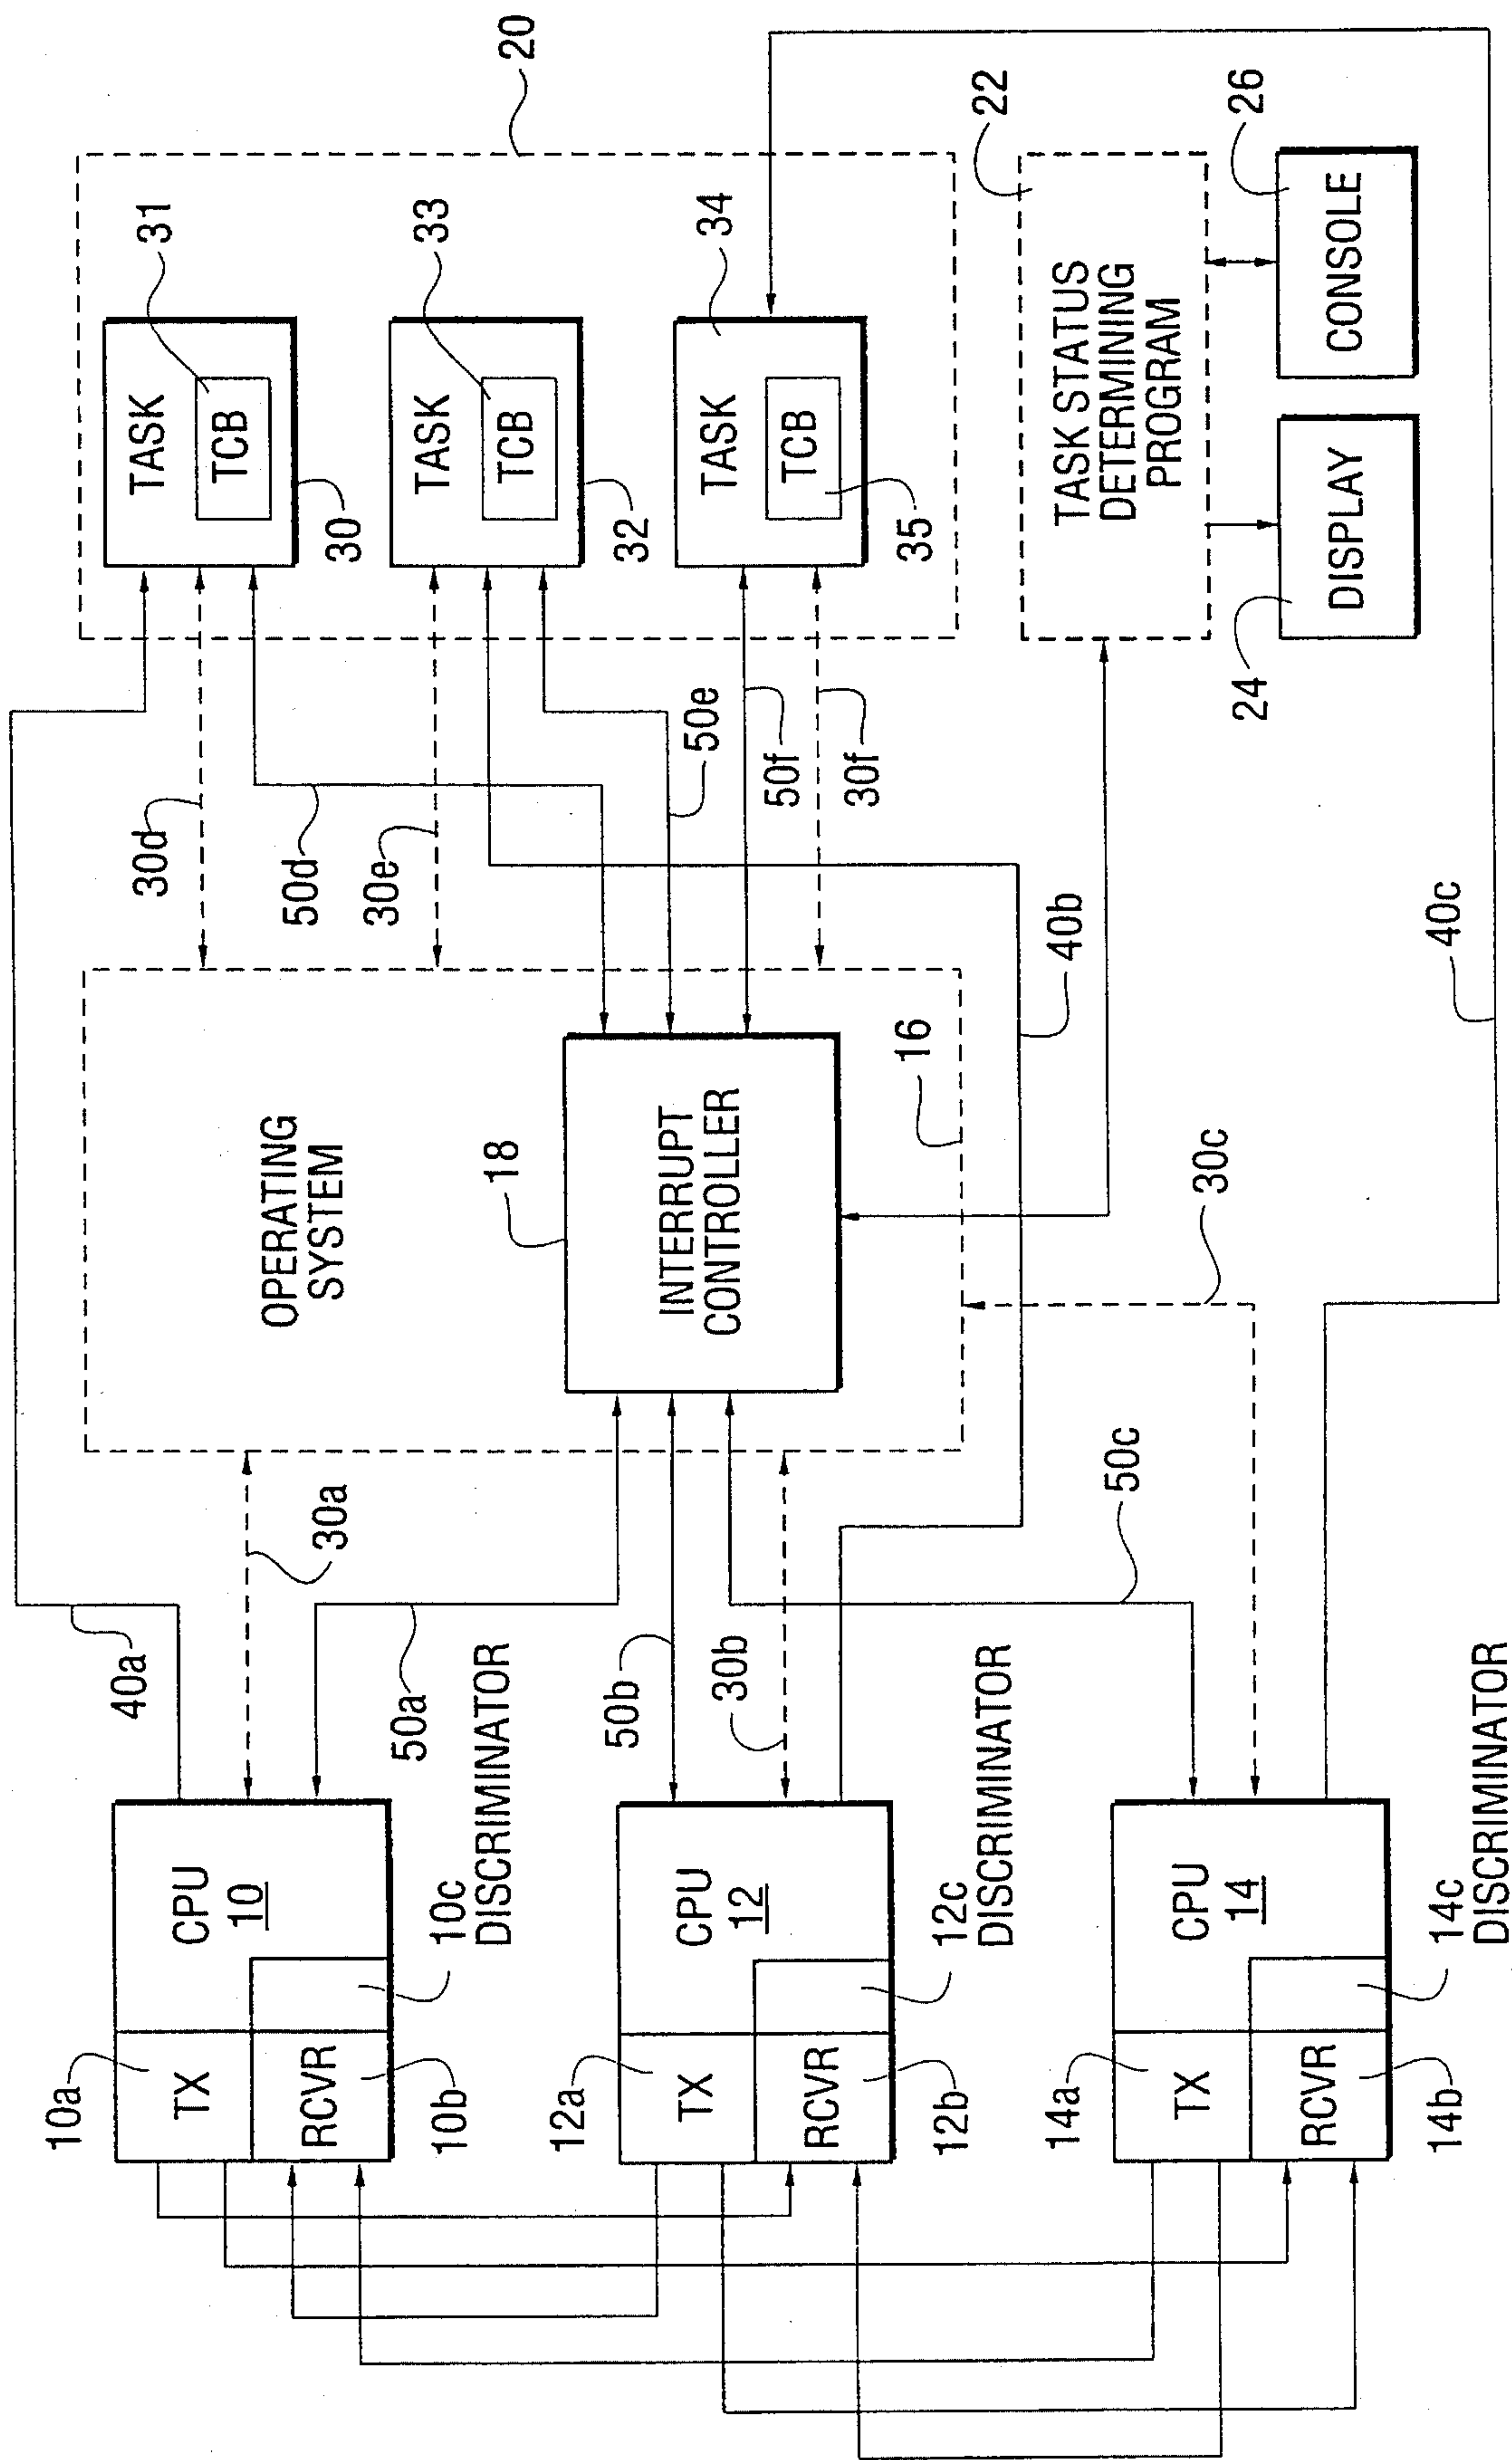 20
TASK
31
TCB
30
TASK
33
TCB
32
TASK
34
TCB
35
22
TASK STATUS
DETERMINING
PROGRAM
26
CONSOLE
24
DISPLAY
30d
50d
30e
50e
50f
30f
40b
40c
OPERATING
SYSTEM
18
INTERRUPT
CONTROLLER
16
30c
40a
30a
50a
50b
30b
50c
CPU
10
10a
TX
RCVR
10b
10c
DISCRIMINATOR
CPU
12
12a
TX
RCVR
12b
12c
DISCRIMINATOR
CPU
14
14a
TX
RCVR
14b
14c
DISCRIMINATOR